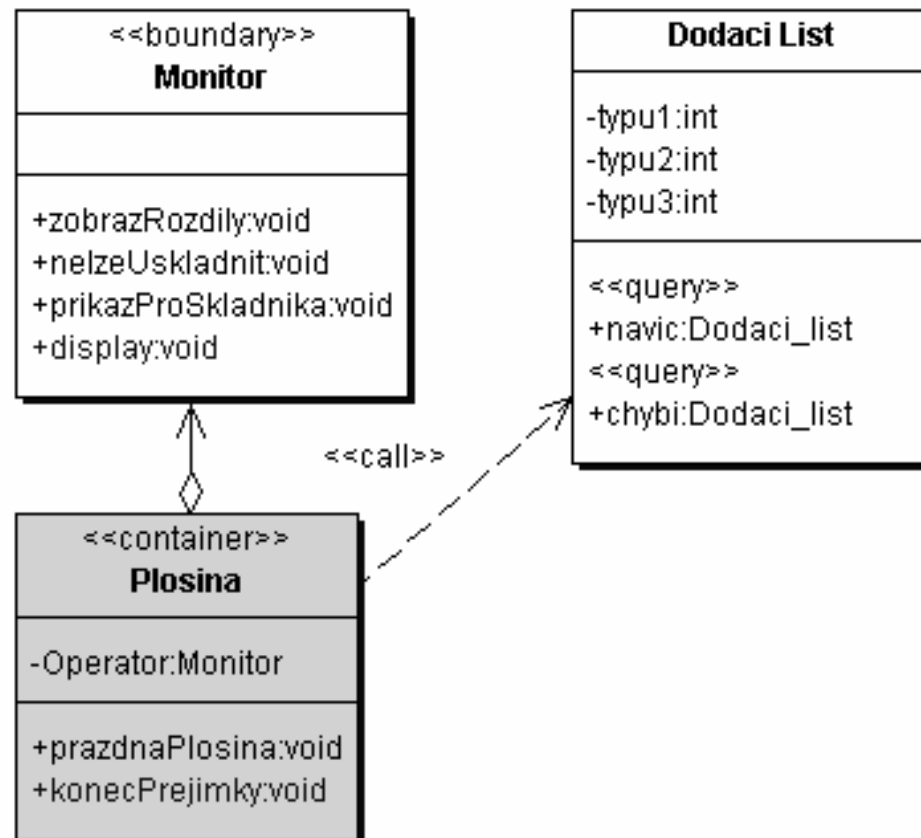 <<boundary>>
Monitor
+zobrazRozdily:void
+nelzeUskladnit:void
+prikazProSkladnika:void
+display:void
Dodaci List
-typu1:int
-typu2:int
-typu3:int
<<query>>
+navic:Dodaci_list
<<query>>
+chybi:Dodaci_list
<<call>>
<<container>>
Plosina
-Operator:Monitor
+prazdnaPlosina:void
+konecPrejimky:void